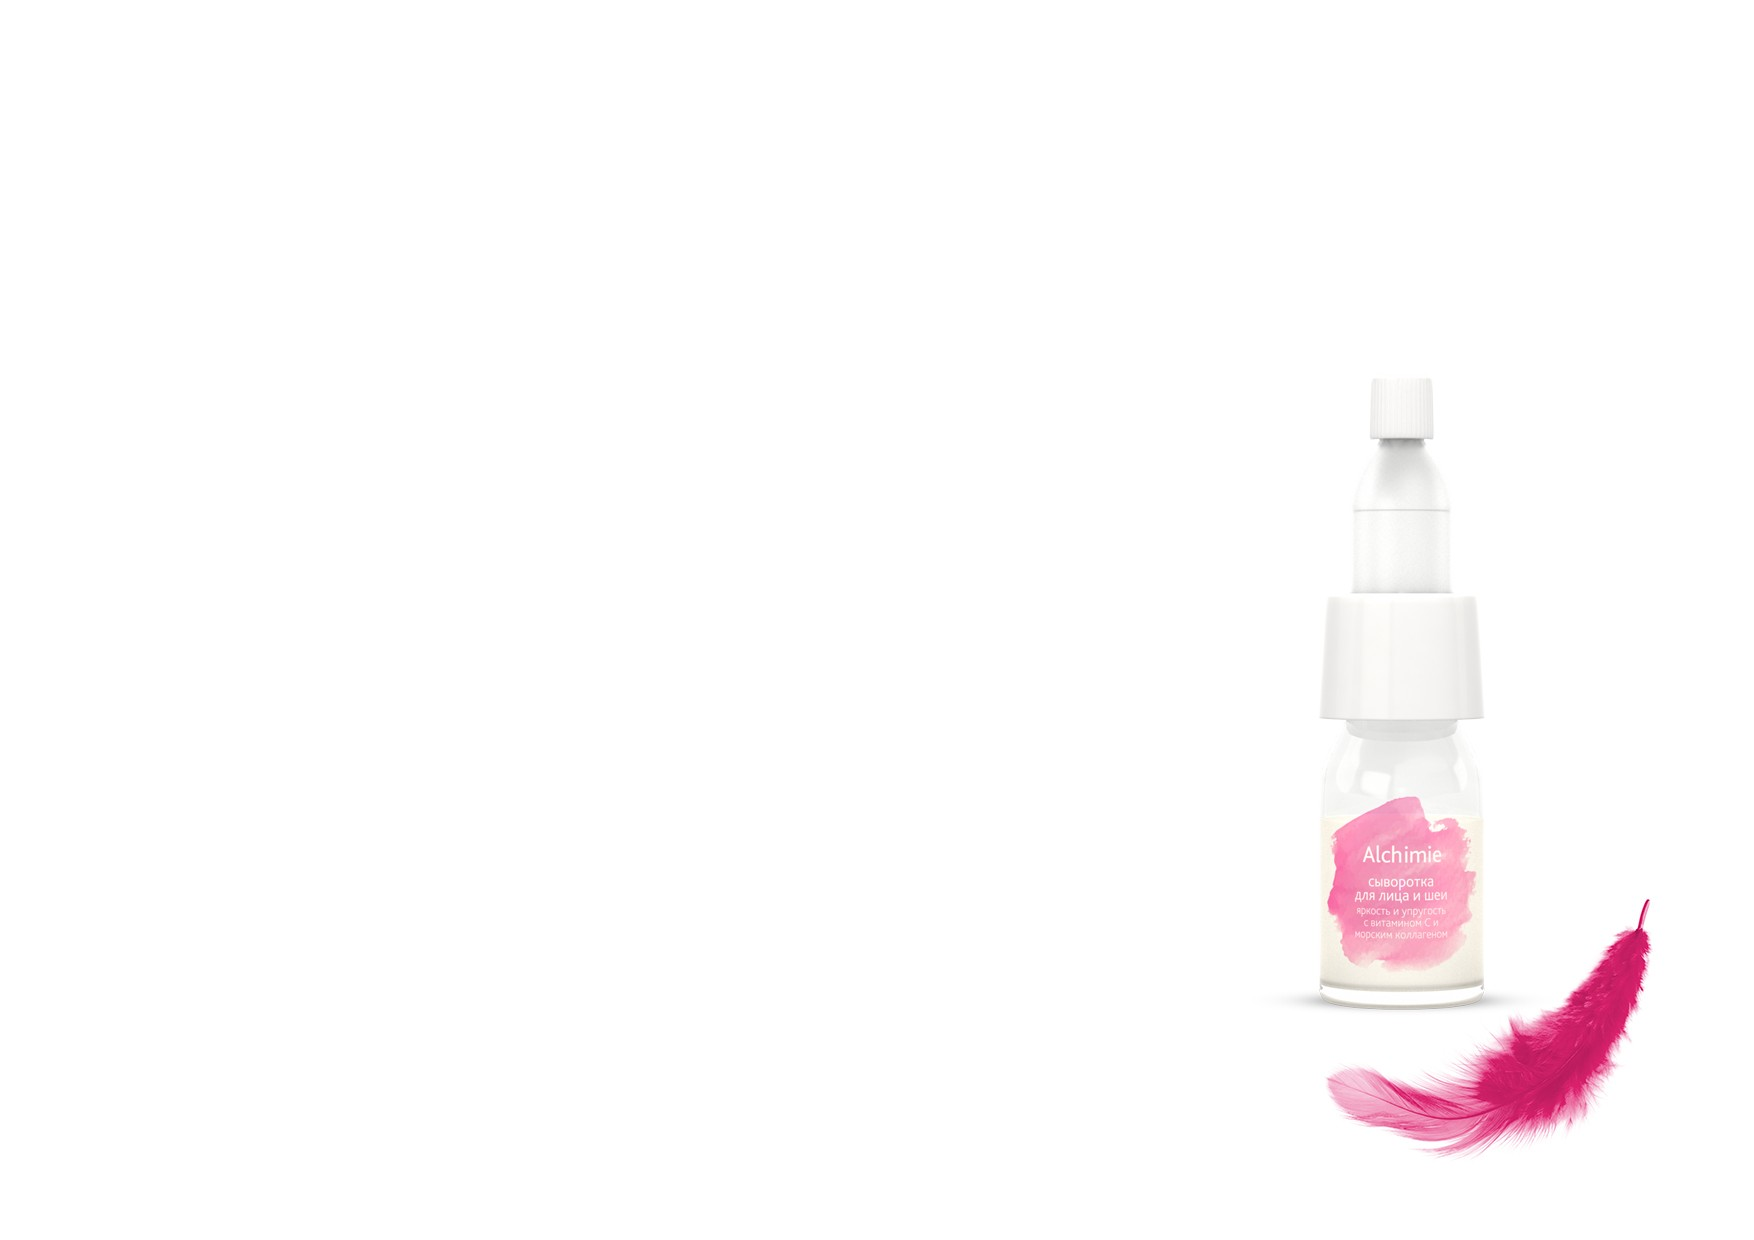 Alchimie
сыворотка
для лица и шеи
яркость и упругость
с витамином С и
морским коллагеном